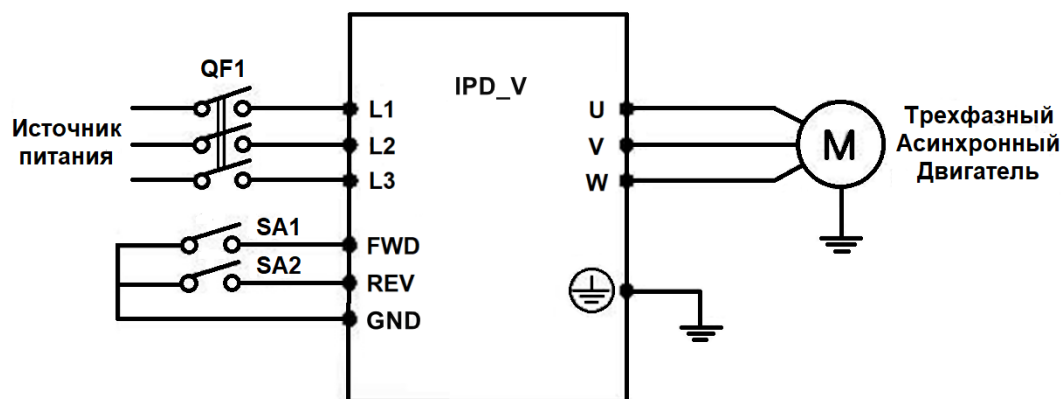 QF1
Источник
питания
L1
L2
L3
SA1
SA2
FWD
REV
GND
IPD_V
U
V
W
M
Трехфазный
Асинхронный
Двигатель